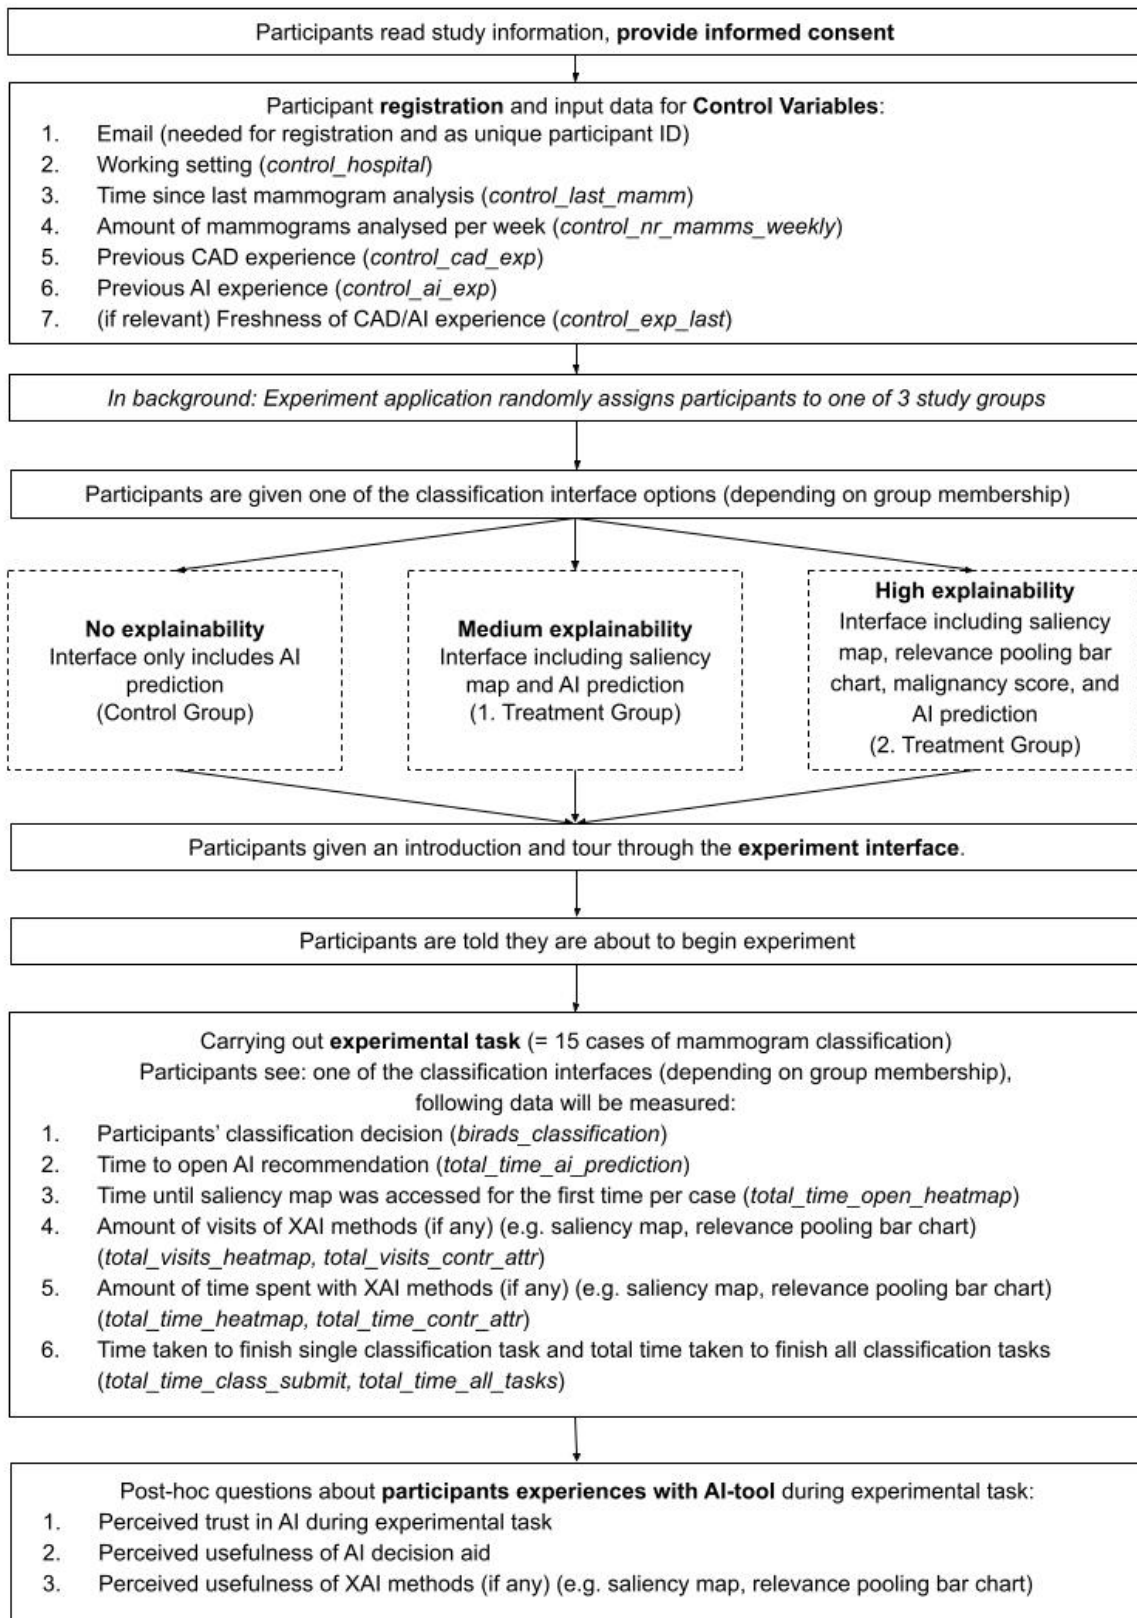 Participants read study information, provide informed consent
Participant registration and input data for Control Variables:
1. Email (needed for registration and as unique participant ID)
2. Working setting (control_hospital)
3. Time since last mammogram analysis (control_last_mamm)
4. Amount of mammograms analysed per week (control_nr_mamms_weekly)
5. Previous CAD experience (control_cad_exp)
6. Previous AI experience (control_ai_exp)
7. (if relevant) Freshness of CAD/AI experience (control_exp_last)
In background: Experiment application randomly assigns participants to one of 3 study groups
Participants are given one of the classification interface options (depending on group membership)
No explainability
Interface only includes AI
prediction
(Control Group)
Medium explainability
Interface including saliency
map and AI prediction
(1. Treatment Group)
High explainability
Interface including saliency
map, relevance pooling bar
chart, malignancy score, and
AI prediction
(2. Treatment Group)
Participants given an introduction and tour through the experiment interface.
Participants are told they are about to begin experiment
Carrying out experimental task (= 15 cases of mammogram classification)
Participants see: one of the classification interfaces (depending on group membership),
following data will be measured:
1. Participants' classification decision (birads_classification)
2. Time to open AI recommendation (total_time_ai_prediction)
3. Time until saliency map was accessed for the first time per case (total_time_open_heatmap)
4. Amount of visits of XAI methods (if any) (e.g. saliency map, relevance pooling bar chart)
(total_visits_heatmap, total_visits_contr_attr)
5. Amount of time spent with XAI methods (if any) (e.g. saliency map, relevance pooling bar chart)
(total_time_heatmap, total_time_contr_attr)
6. Time taken to finish single classification task and total time taken to finish all classification tasks
(total_time_class_submit, total_time_all_tasks)
Post-hoc questions about participants experiences with AI-tool during experimental task:
1. Perceived trust in AI during experimental task
2. Perceived usefulness of AI decision aid
3. Perceived usefulness of XAI methods (if any) (e.g. saliency map, relevance pooling bar chart)